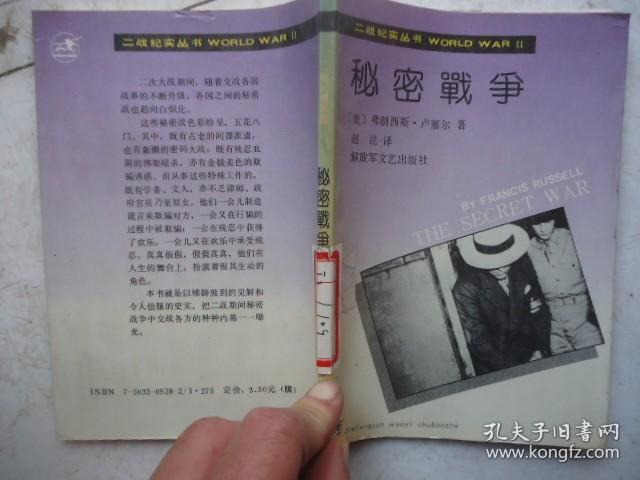 二战纪实丛书 WORLD WAR II
二次大战期间，随着交战各国
战事的不断升级，各国之间的秘密
战也趋向白炽化。
这些秘密战色彩纷呈，五花八
门。其中，既有古老的间谍派遣，
也有新潮的密码大战；既有残忍血
腥的绑架暗杀，亦有金钱美色的欺
骗诱惑。而从事这些特殊工作的，
既有学者、文人，亦不乏律师、政
府官员乃至妓女。他们一会儿制造
谎言来欺骗对方，一会又在行骗的
过程中被欺骗；一会在残忍中获得
了欢乐，一会儿又在欢乐中承受残
忍。真真假假，假假真真，他们在
人生的舞台上，扮演着极其生动的
角色。
本书就是以精辟独到的见解和
令人信服的史实，把二战期间秘密
战争中交战各方的种种内幕一一曝
光。
ISBN 7-5033-0528-2/I·275 定价：3.30元（膜）
秘密戰爭
二战纪实丛书 WORLD WAR II
秘密戰爭
〔美〕弗朗西斯·卢塞尔 著
赵昆 译
解放军文艺出版社
BY FRANCIS RUSSELL
THE SECRET WAR
jiefangjun wenyi chubanshe
孔夫子旧书网
www.kongfz.com